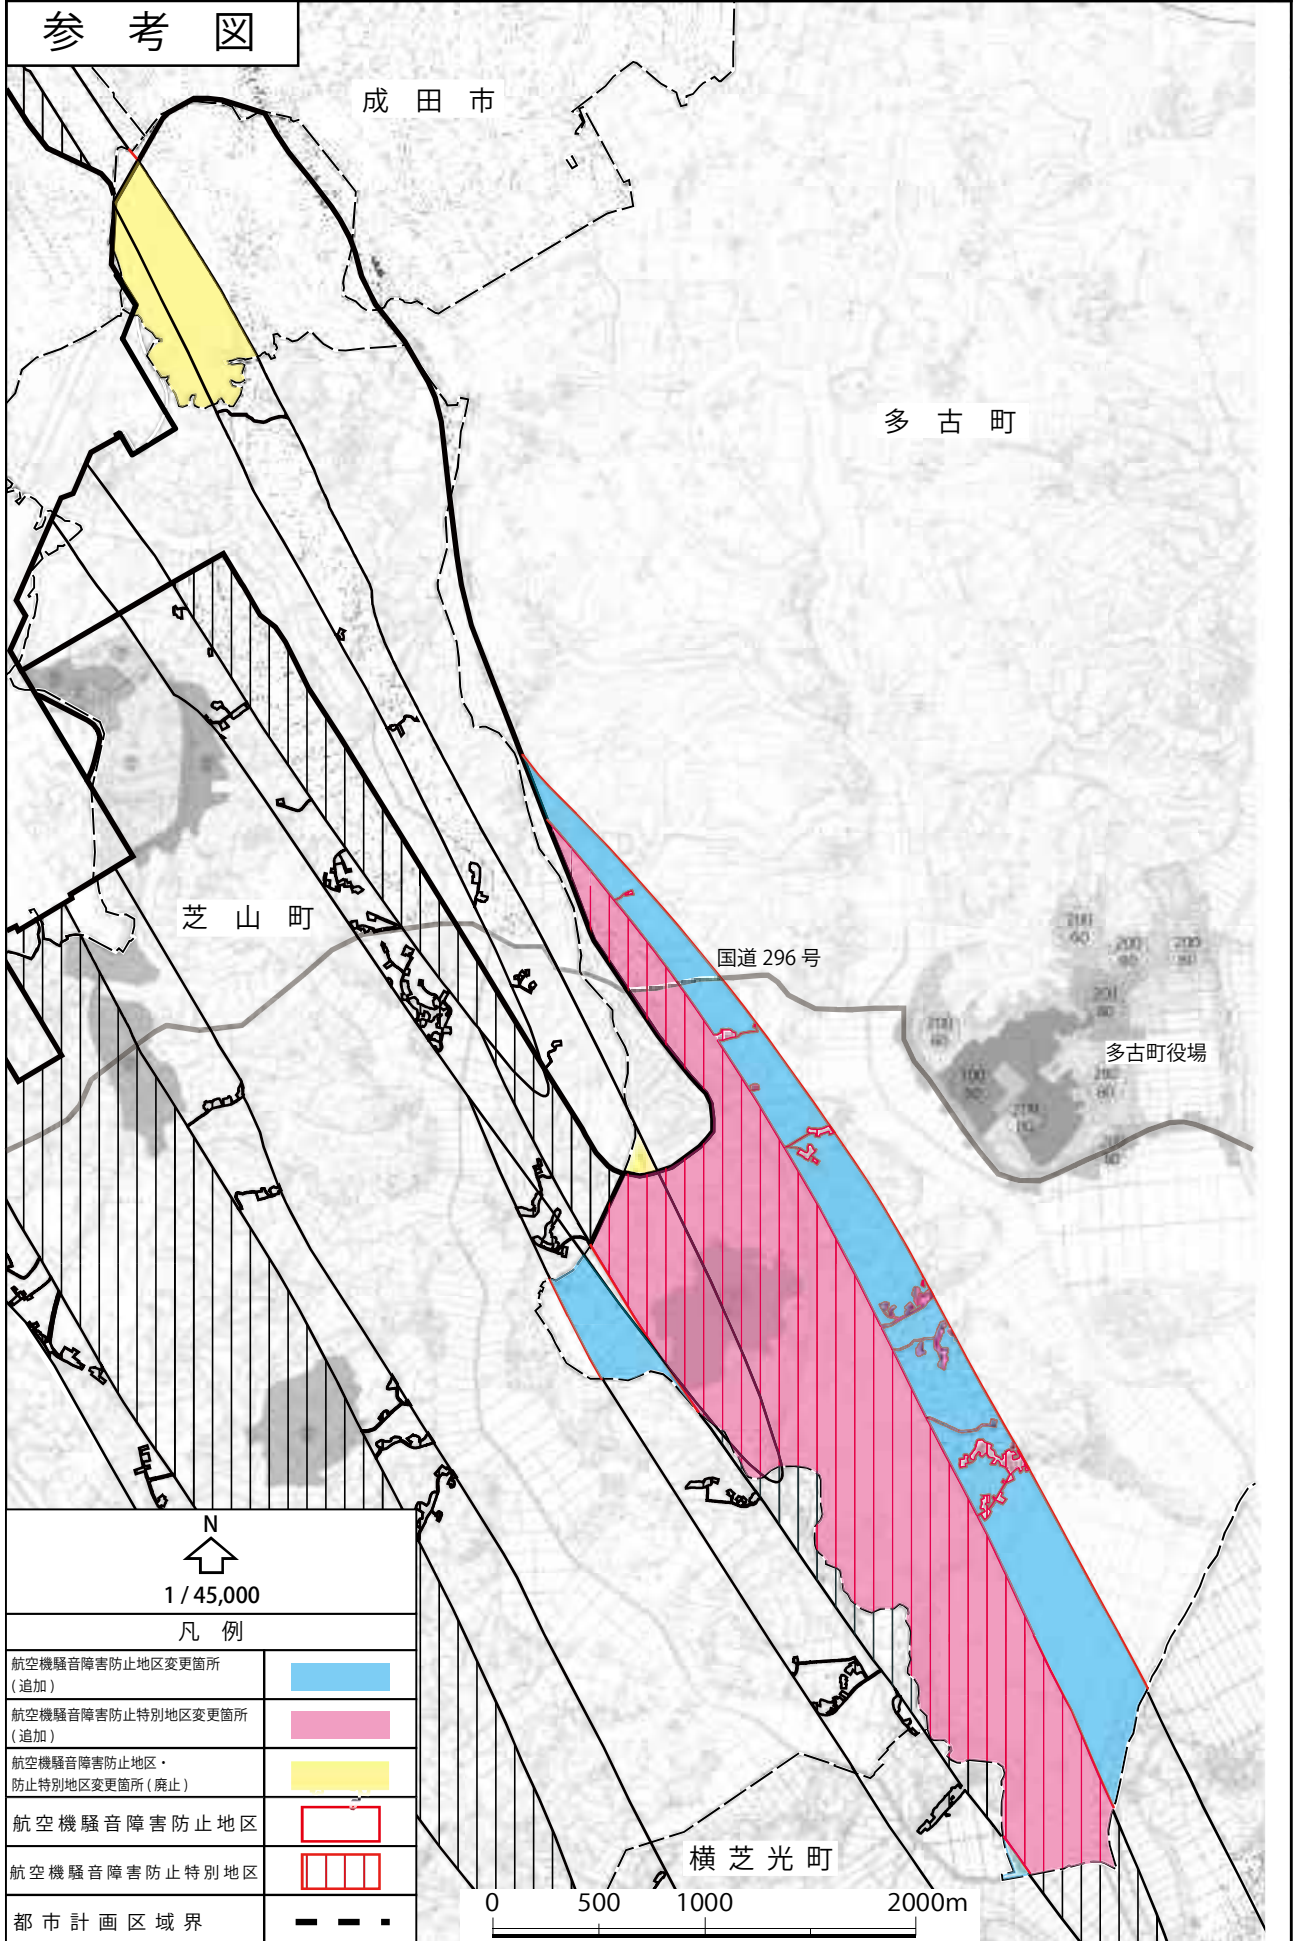 参考図
成田市
多古町
芝山町
国道 296 号
多古町役場
200
60
200
200
N
1 / 45,000
凡 例
航空機騒音障害防止地区変更箇所
( 追加 )
航空機騒音障害防止特別地区変更箇所
( 追加 )
航空機騒音障害防止地区・
防止特別地区変更箇所 ( 廃止 )
航空機騒音障害防止地区
航空機騒音障害防止特別地区
都市計画区域界
横芝光町
0 500 1000 2000m